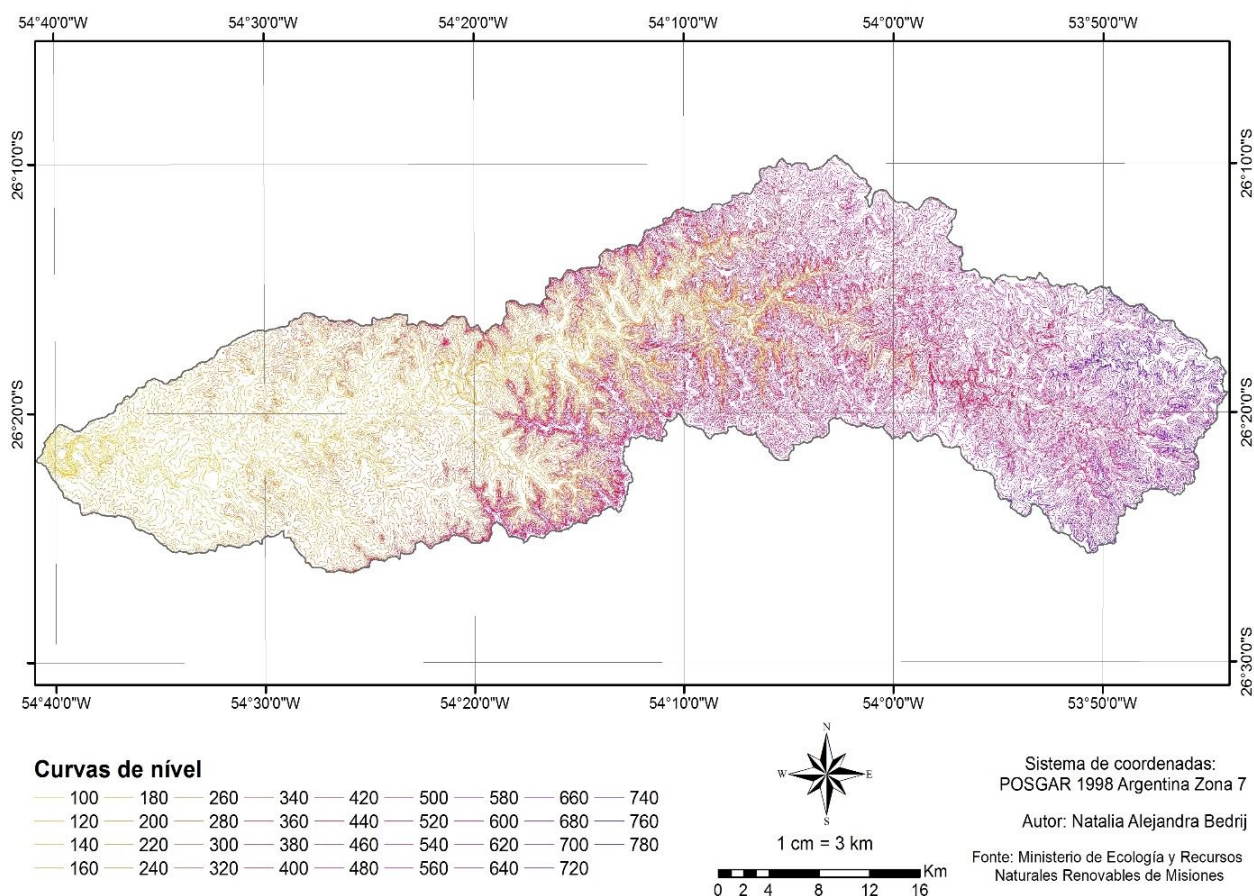 54°40'0"W 54°30'0"W 54°20'0"W 54°10'0"W 54°0'0"W 53°50'0"W
26°10'0"S 26°10'0"S
26°20'0"S 26°20'0"S
26°30'0"S
54°40'0"W 54°30'0"W 54°20'0"W 54°10'0"W 54°0'0"W 53°50'0"W
Curvas de nível
100 180 260 340 420 500 580 660 740
120 200 280 360 440 520 600 680 760
140 220 300 380 460 540 620 700 780
160 240 320 400 480 560 640 720
N
W E
S
1 cm = 3 km
Km
0 2 4 8 12 16
Sistema de coordenadas:
POSGAR 1998 Argentina Zona 7
Autor: Natalia Alejandra Bedrij
Fonte: Ministerio de Ecología y Recursos
Naturales Renovables de Misiones